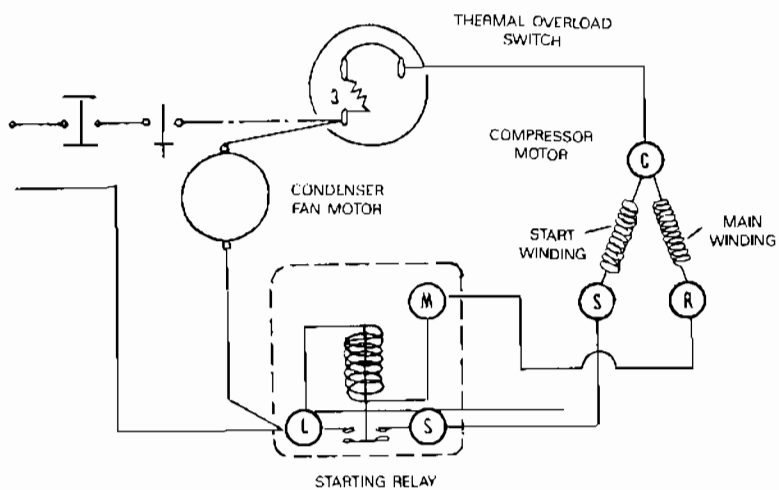 THERMAL OVERLOAD
SWITCH
3
COMPRESSOR
MOTOR
C
CONDENSER
FAN MOTOR
START
WINDING
MAIN
WINDING
M
S
R
L
S
STARTING RELAY